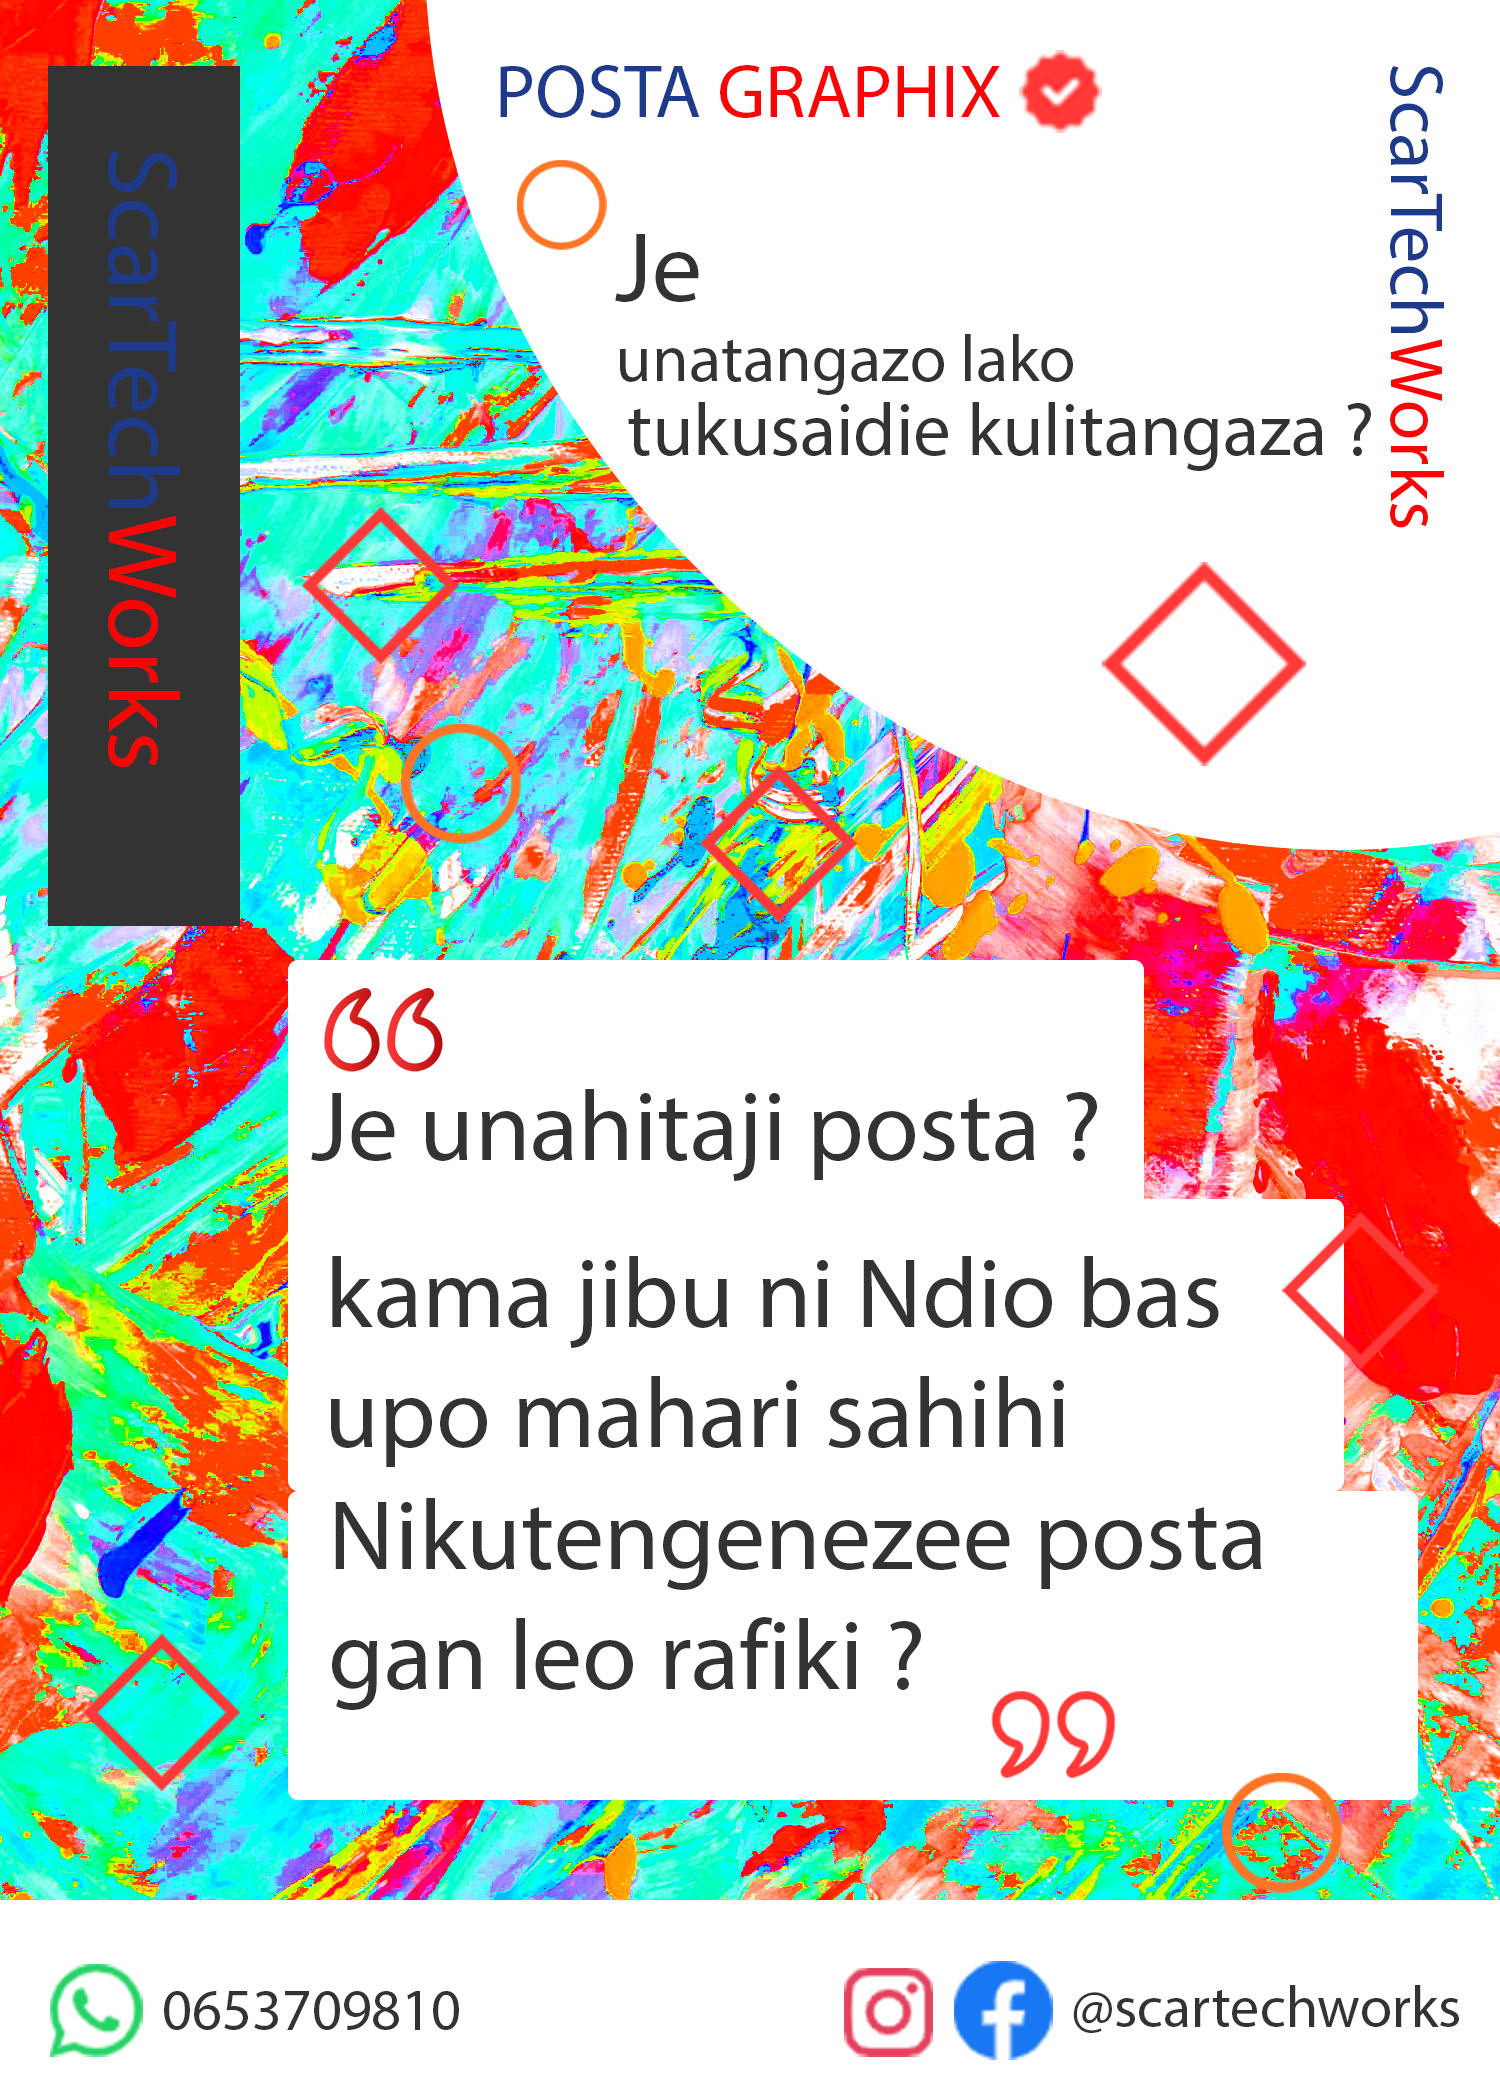 POSTA GRAPHIX
ScarTechWorks
ScarTechWorks
Je
unatangazo lako
tukusaidie kulitangaza ?
Je unahitaji posta ?
kama jibu ni Ndio bas
upo mahari sahihi
Nikutengenezee posta
gan leo rafiki ?
0653709810
@scartechworks